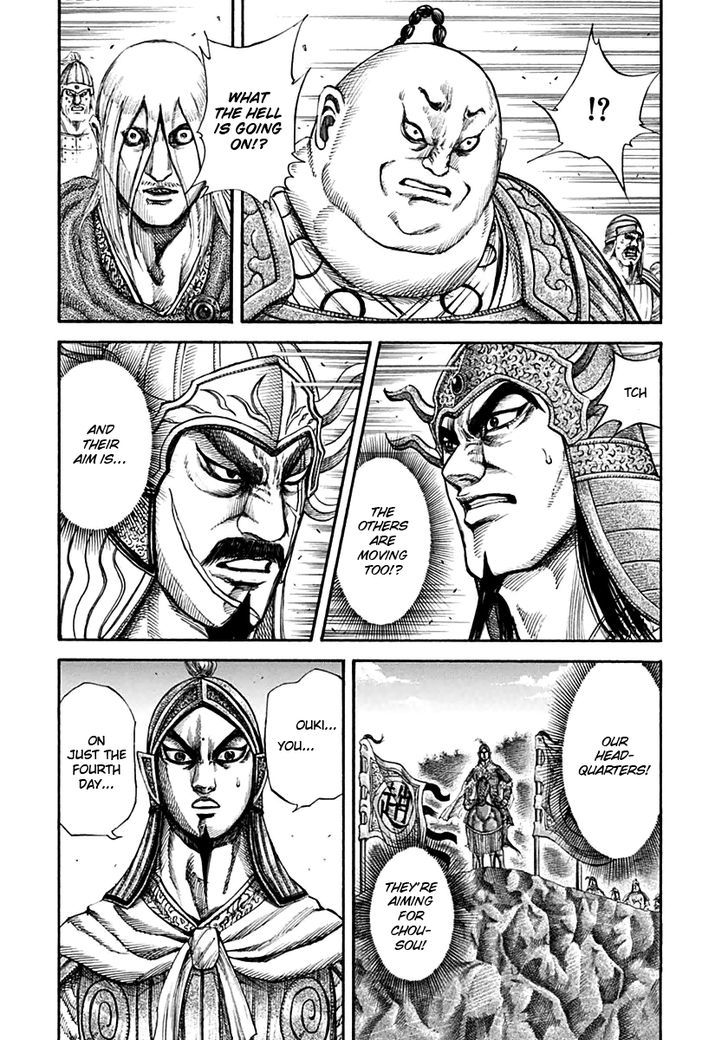 !?
WHAT
THE HELL
IS GOING
ON!?
TCH
THE
OTHERS
ARE
MOVING
TOO!?
AND
THEIR
AIM IS...
OUR
HEAD-
QUARTERS!
趙
THEY'RE
AIMING
FOR
CHOU-
SOU!
OUKI...
YOU...
ON
JUST THE
FOURTH
DAY...